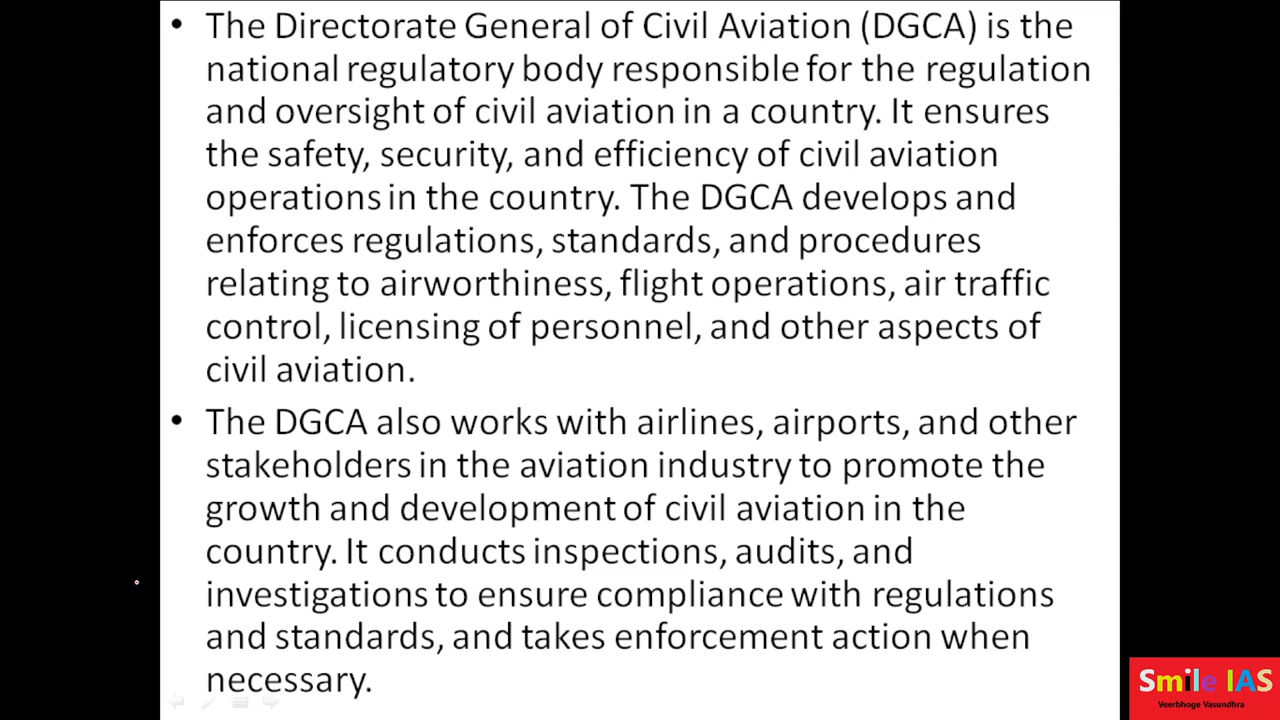 • The Directorate General of Civil Aviation (DGCA) is the
national regulatory body responsible for the regulation
and oversight of civil aviation in a country. It ensures
the safety, security, and efficiency of civil aviation
operations in the country. The DGCA develops and
enforces regulations, standards, and procedures
relating to airworthiness, flight operations, air traffic
control, licensing of personnel, and other aspects of
civil aviation.
• The DGCA also works with airlines, airports, and other
stakeholders in the aviation industry to promote the
growth and development of civil aviation in the
country. It conducts inspections, audits, and
investigations to ensure compliance with regulations
and standards, and takes enforcement action when
necessary.
Smile IAS
Veerbhoge Vasundhra